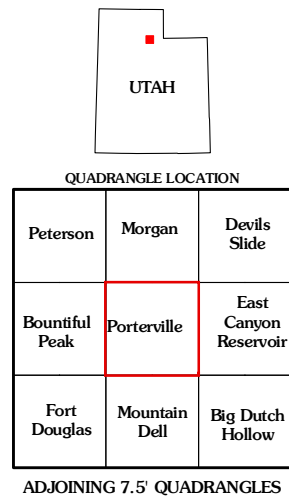 UTAH
QUADRANGLE LOCATION
Peterson
Morgan
Devils
Slide
Bountiful
Peak
Porterville
East
Canyon
Reservoir
Fort
Douglas
Mountain
Dell
Big Dutch
Hollow
ADJOINING 7.5' QUADRANGLES